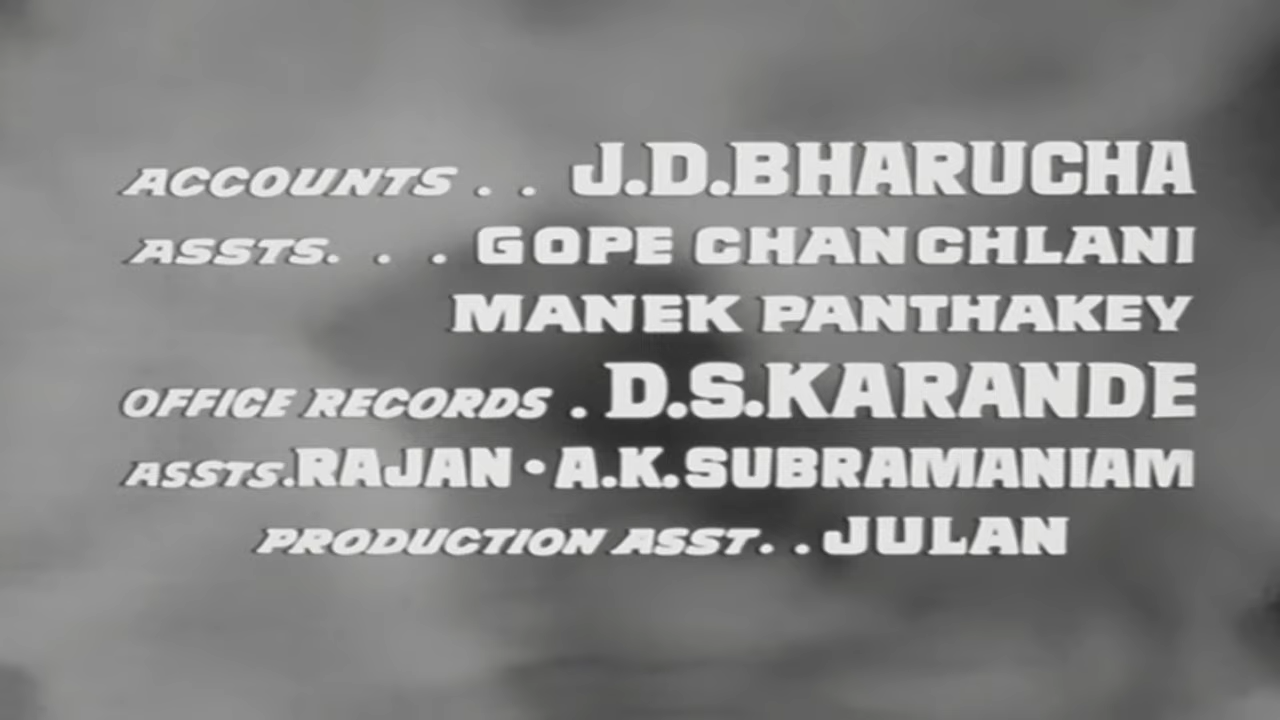 ACCOUNTS . . J.D.BHARUCHA
ASSTS. . . GOPE CHANCHLANI
MANEK PANTHAKEY
OFFICE RECORDS . D.S.KARANDE
ASSTS.RAJAN • A.K.SUBRAMANIAM
PRODUCTION ASST. . JULAN